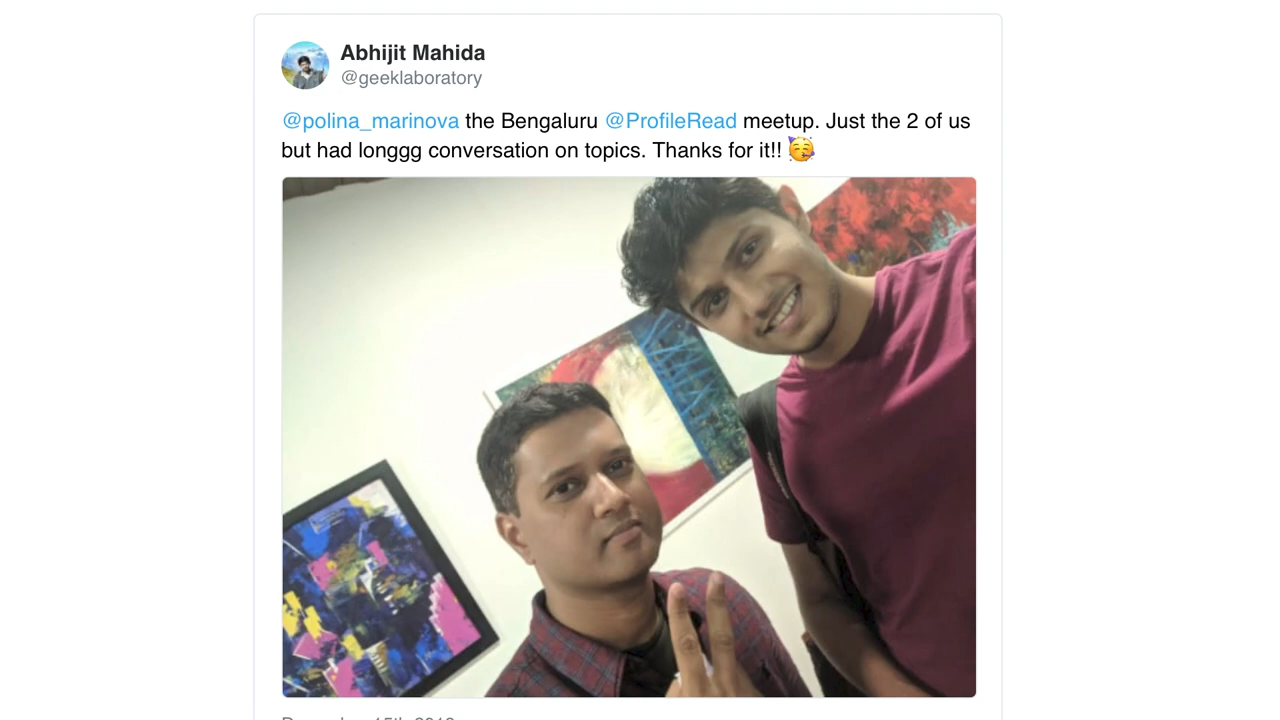 Abhijit Mahida
@geeklaboratory
@polina_marinova the Bengaluru @ProfileRead meetup. Just the 2 of us
but had longgg conversation on topics. Thanks for it!! 🥳